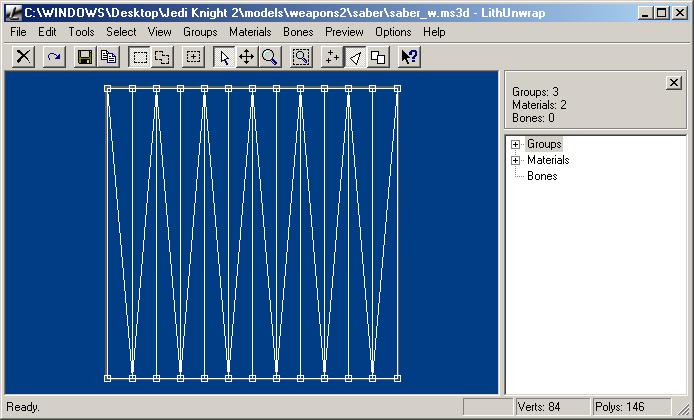 C:\WINDOWS\Desktop\Jedi Knight 2\models\weapons2\saber\saber_w.ms3d - LithUnwrap
File Edit Tools Select View Groups Materials Bones Preview Options Help
Groups: 3
Materials: 2
Bones: 0
Groups
Materials
Bones
Ready.
Verts: 84
Polys: 146